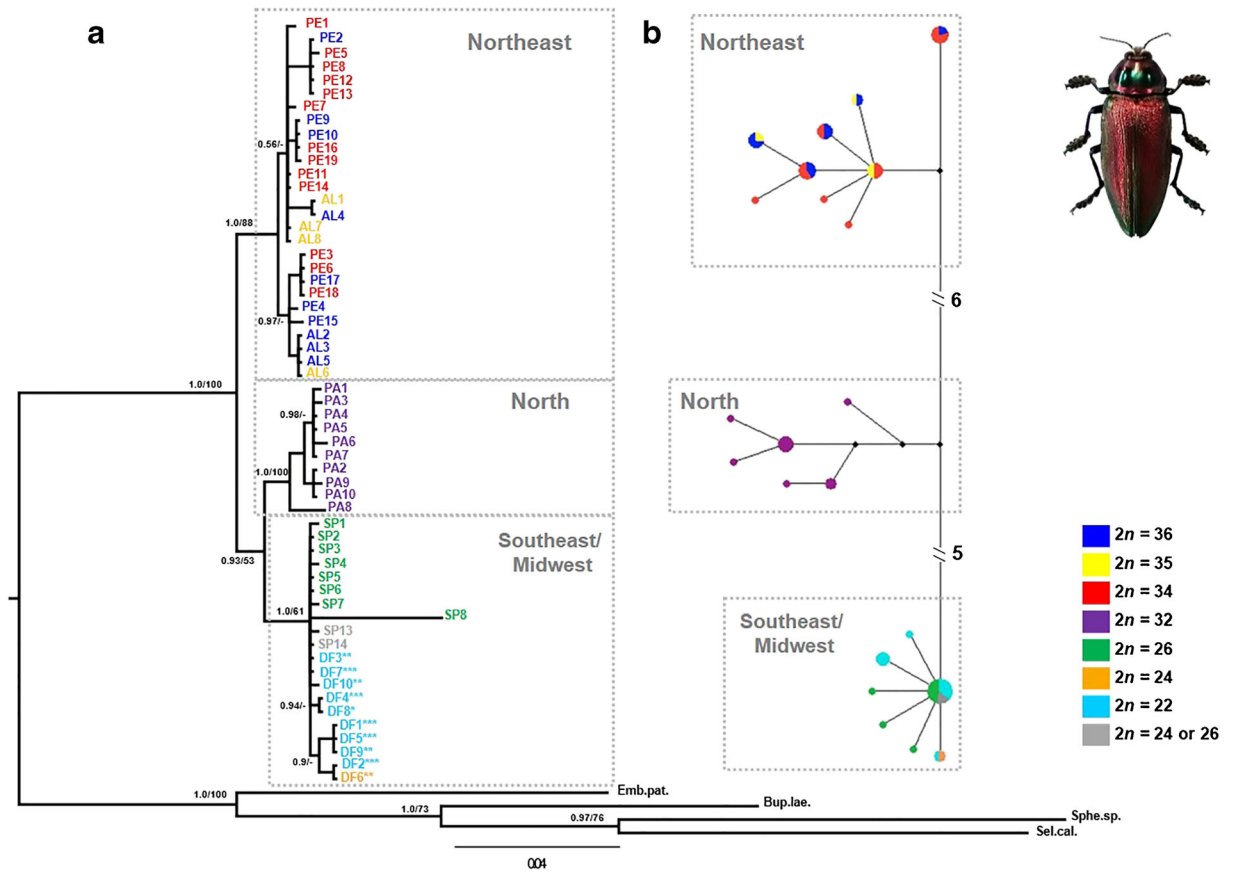 a
Northeast
PE1
PE2
PE5
PE8
PE12
PE13
PE7
PE9
PE10
PE16
PE19
PE11
PE14
AL1
AL4
AL7
AL8
PE3
PE6
PE17
PE18
PE4
PE15
AL2
AL3
AL5
AL6
0.56/-
1.0/88
0.97/-
1.0/100
North
PA1
PA3
PA4
PA5
PA6
PA7
PA2
PA9
PA10
PA8
0.98/-
1.0/100
0.93/53
Southeast/
Midwest
SP1
SP2
SP3
SP4
SP5
SP6
SP7
SP8
SP13
SP14
DF3**
DF7***
DF10**
DF4***
DF8*
DF1***
DF5***
DF9**
DF2***
DF6**
1.0/61
0.94/-
0.9/-
1.0/100
Emb.pat.
1.0/73
Bup.lae.
0.97/76
Sphe.sp.
Sel.cal.
0.04
b
Northeast
6
North
5
Southeast/
Midwest
2n = 36
2n = 35
2n = 34
2n = 32
2n = 26
2n = 24
2n = 22
2n = 24 or 26